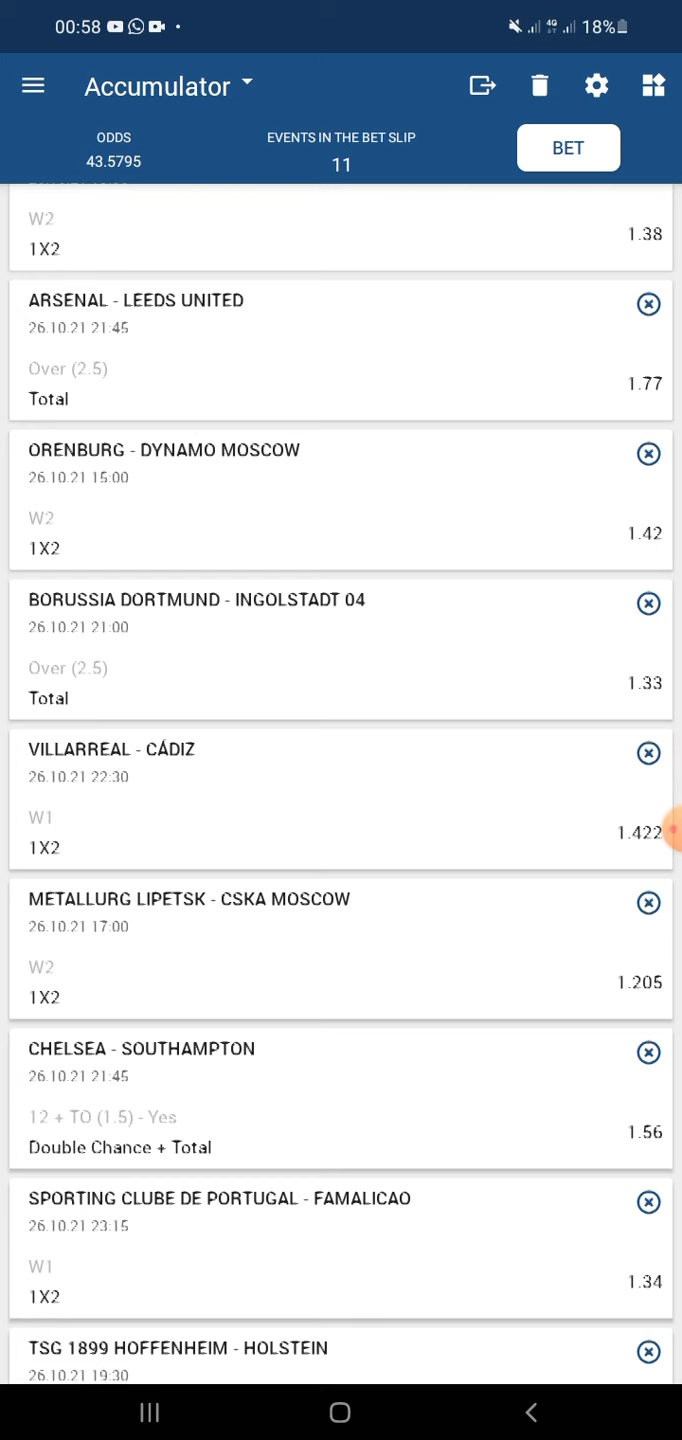 00:58
4G
18%
Accumulator
ODDS
43.5795
EVENTS IN THE BET SLIP
11
BET
W2
1X2
1.38
ARSENAL - LEEDS UNITED
26.10.21 21:45
Over (2.5)
Total
1.77
ORENBURG - DYNAMO MOSCOW
26.10.21 15:00
W2
1X2
1.42
BORUSSIA DORTMUND - INGOLSTADT 04
26.10.21 21:00
Over (2.5)
Total
1.33
VILLARREAL - CÁDIZ
26.10.21 22:30
W1
1X2
1.422
METALLURG LIPETSK - CSKA MOSCOW
26.10.21 17:00
W2
1X2
1.205
CHELSEA - SOUTHAMPTON
26.10.21 21:45
12 + TO (1.5) - Yes
Double Chance + Total
1.56
SPORTING CLUBE DE PORTUGAL - FAMALICAO
26.10.21 23:15
W1
1X2
1.34
TSG 1899 HOFFENHEIM - HOLSTEIN
26.10.21 19:30